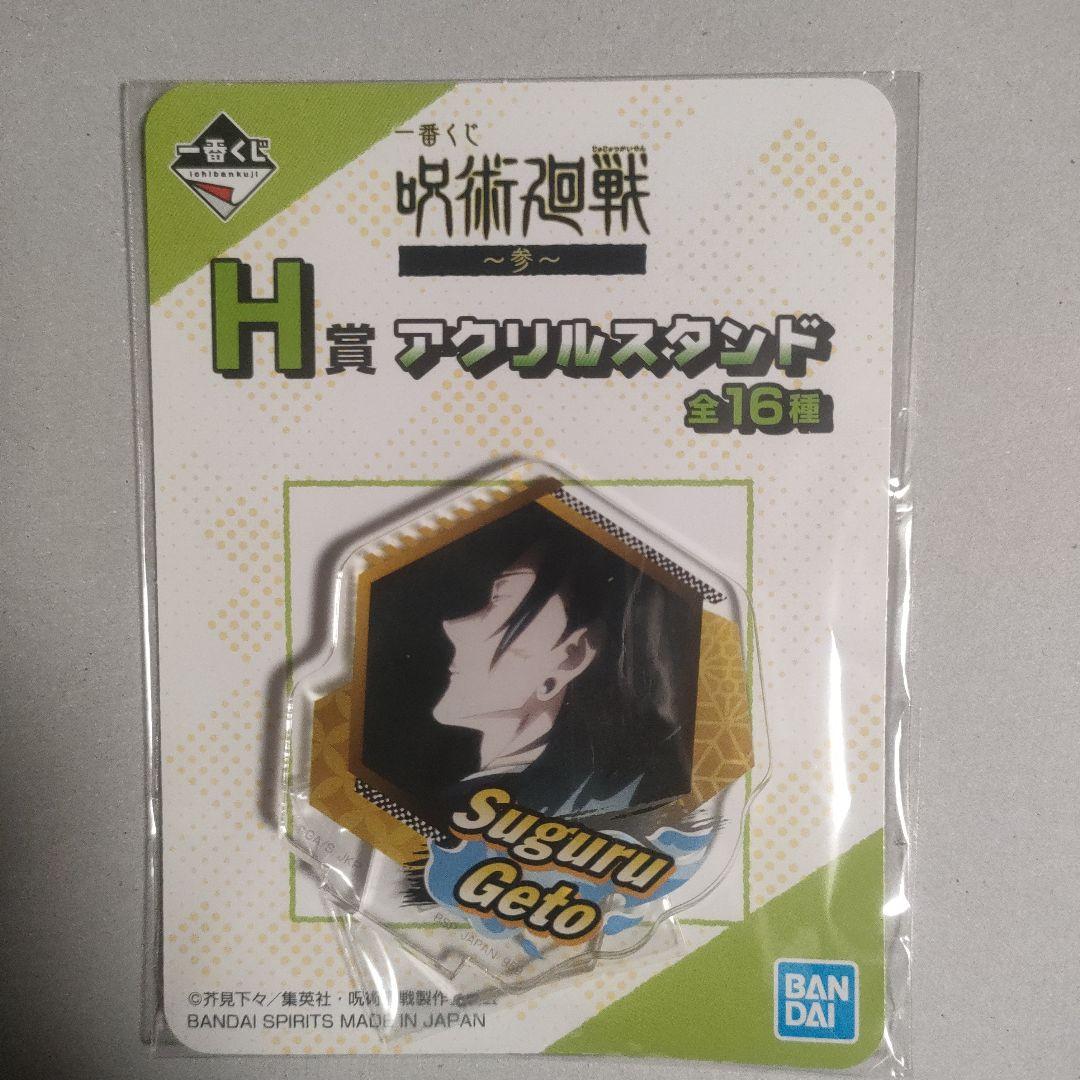 一番くじ
ichibankuji
一番くじ
じゅじゅつかいせん
呪術廻戦
～参～
H賞 アクリルスタンド
全16種
Suguru
Geto
©芥見下々／集英社・呪術 戦製作
BANDAI SPIRITS MADE IN JAPAN
BAN
DAI